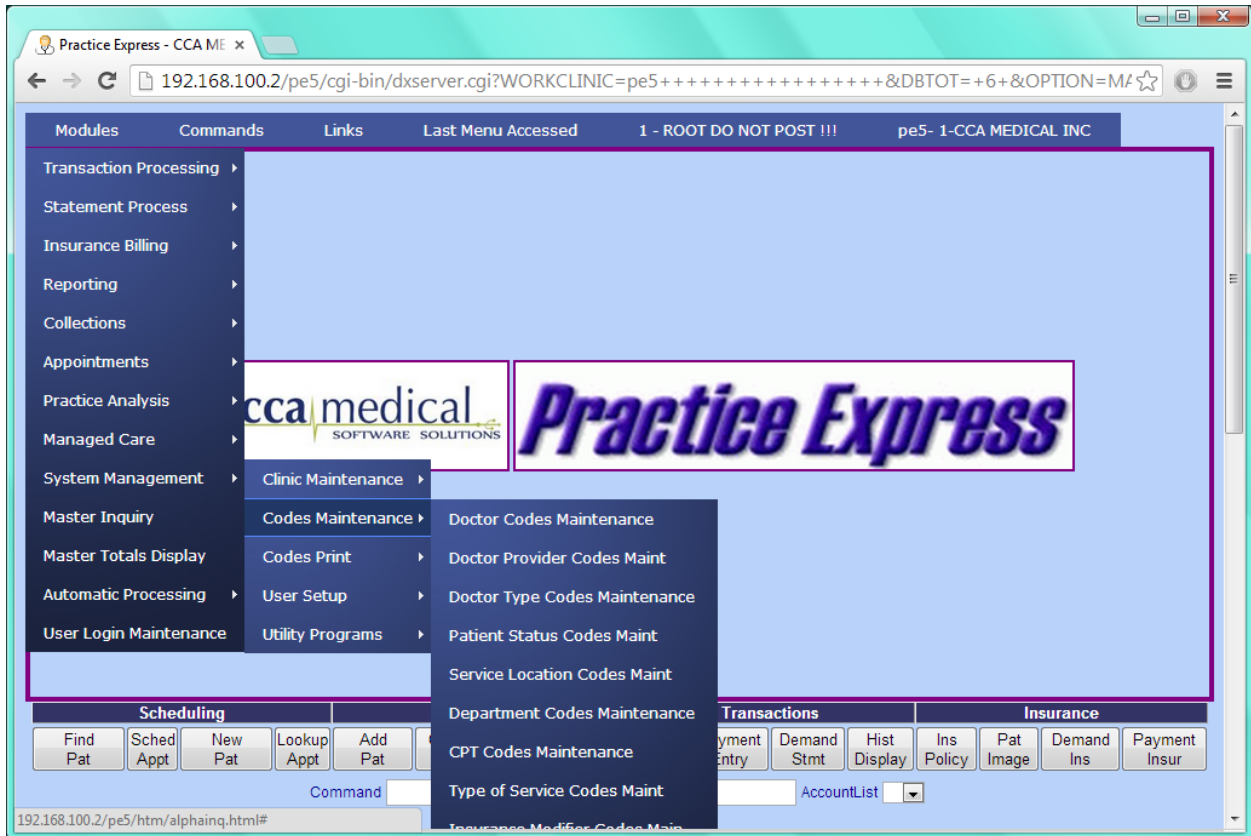 Practice Express - CCA ME
192.168.100.2/pe5/cgi-bin/dxserver.cgi?WORKCLINIC=pe5+++++++++++++++++&DBTOT=+6+&OPTION=MA
Modules Commands Links Last Menu Accessed 1 - ROOT DO NOT POST !!! pe5- 1-CCA MEDICAL INC
Transaction Processing
Statement Process
Insurance Billing
Reporting
Collections
Appointments
Practice Analysis
Managed Care
System Management
Master Inquiry
Master Totals Display
Automatic Processing
User Login Maintenance
cca medical
SOFTWARE SOLUTIONS
Practice Express
Clinic Maintenance
Codes Maintenance
Codes Print
User Setup
Utility Programs
Doctor Codes Maintenance
Doctor Provider Codes Maint
Doctor Type Codes Maintenance
Patient Status Codes Maint
Service Location Codes Maint
Department Codes Maintenance
CPT Codes Maintenance
Type of Service Codes Maint
Insurance Modifier Codes Main
Scheduling Transactions Insurance
Find Pat
Sched Appt
New Pat
Lookup Appt
Add Pat
yment ntry
Demand Stmt
Hist Display
Ins Policy
Pat Image
Demand Ins
Payment Insur
Command AccountList
192.168.100.2/pe5/htm/alphainq.html#